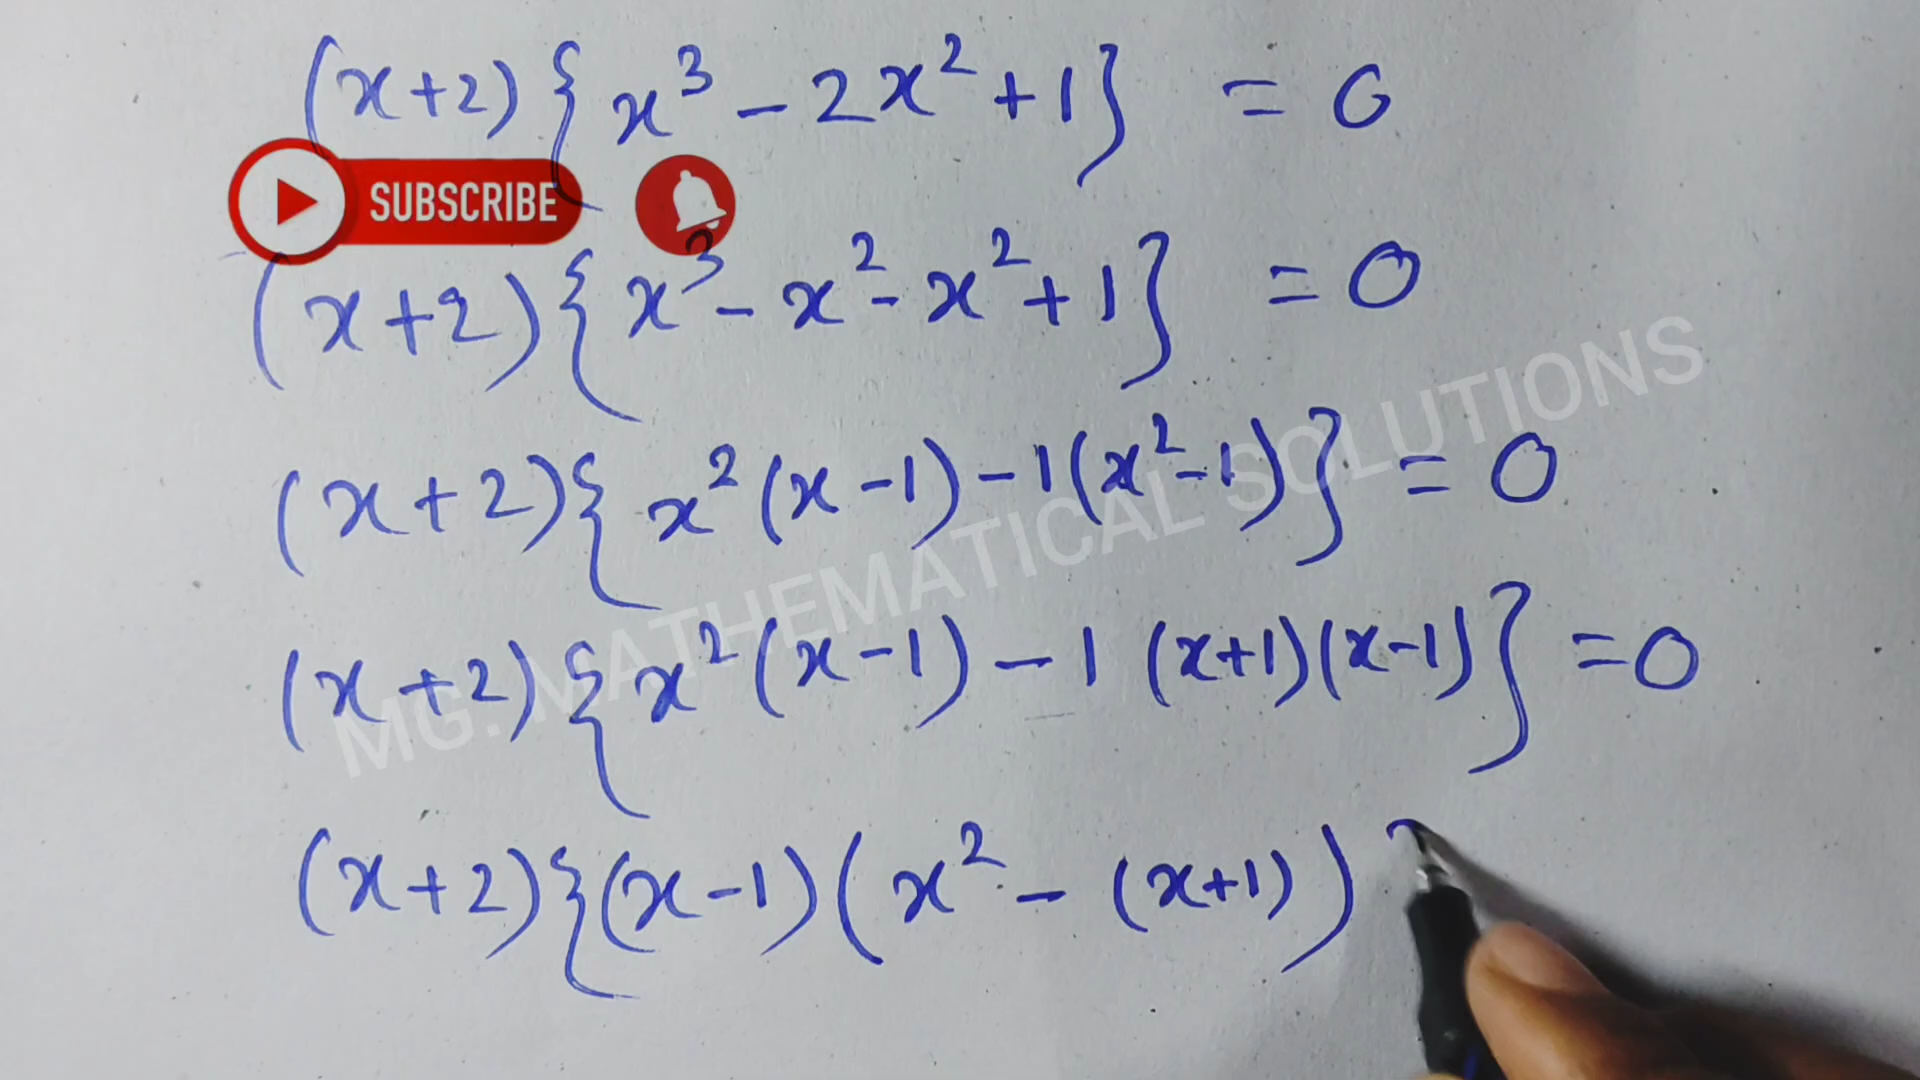 (x+2){x³-2x²+1} = 0
SUBSCRIBE
(x+2){x³-x²-x²+1} = 0
(x+2){x²(x-1)-1(x²-1)} = 0
(x+2){x²(x-1)-1(x+1)(x-1)} = 0
MG. MATHEMATICAL SOLUTIONS
(x+2){(x-1)(x²-(x+1))